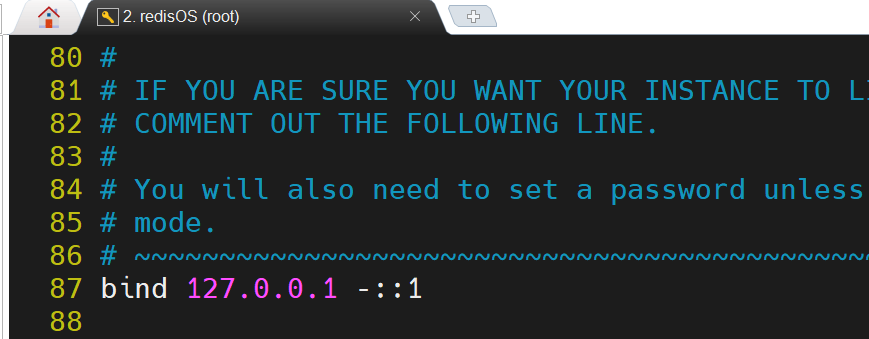 2. redisOS (root)
80 #
81 # IF YOU ARE SURE YOU WANT YOUR INSTANCE TO
82 # COMMENT OUT THE FOLLOWING LINE.
83 #
84 # You will also need to set a password unless
85 # mode.
86 # ~~~~~~~~~~~~~~~~~~~~~~~~~~~~~~~~~~~~~~~~~~~~~
87 bind 127.0.0.1 -::1
88